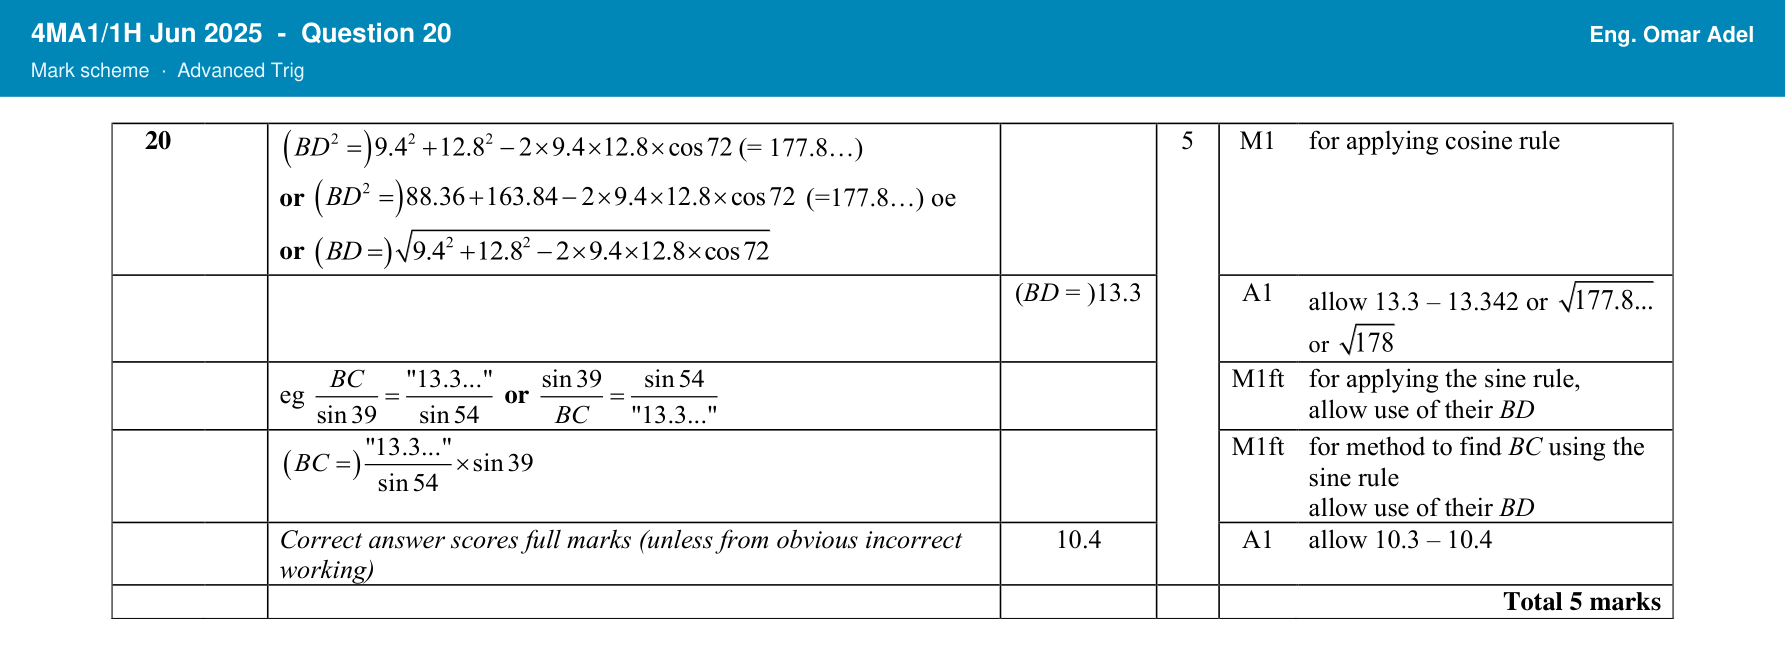 4MA1/1H Jun 2025 - Question 20
Eng. Omar Adel
Mark scheme · Advanced Trig
20
(BD² =)9.4² +12.8² −2×9.4×12.8×cos 72 (= 177.8…)
5
M1
for applying cosine rule
or (BD² =)88.36+163.84−2×9.4×12.8×cos 72 (=177.8…) oe
or (BD =)√(9.4² +12.8² −2×9.4×12.8×cos 72)
(BD = )13.3
A1
allow 13.3 – 13.342 or √177.8...
or √178
eg BC/sin 39 = "13.3..."/sin 54 or sin 39/BC = sin 54/"13.3..."
M1ft
for applying the sine rule,
allow use of their BD
(BC =) "13.3..."/sin 54 ×sin 39
M1ft
for method to find BC using the
sine rule
allow use of their BD
Correct answer scores full marks (unless from obvious incorrect
working)
10.4
A1
allow 10.3 – 10.4
Total 5 marks